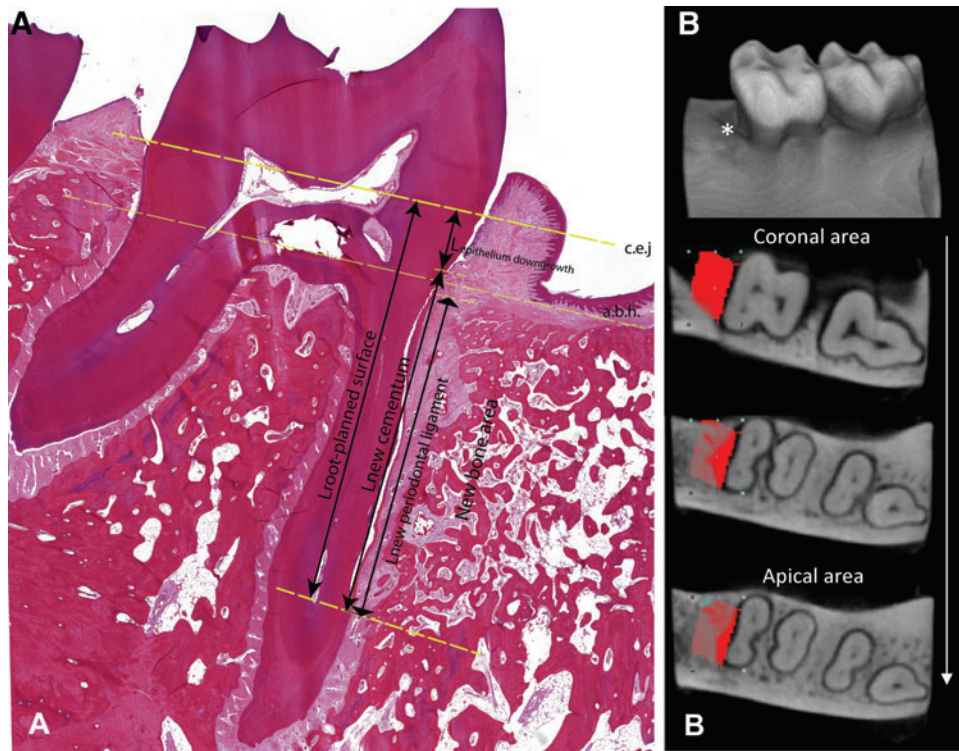 A
c.e.j
L epithelium downgrowth
a.b.h.
Lroot-planned surface
Lnew cementum
Lnew periodontal ligament
New bone area
A
B
*
Coronal area
Apical area
B